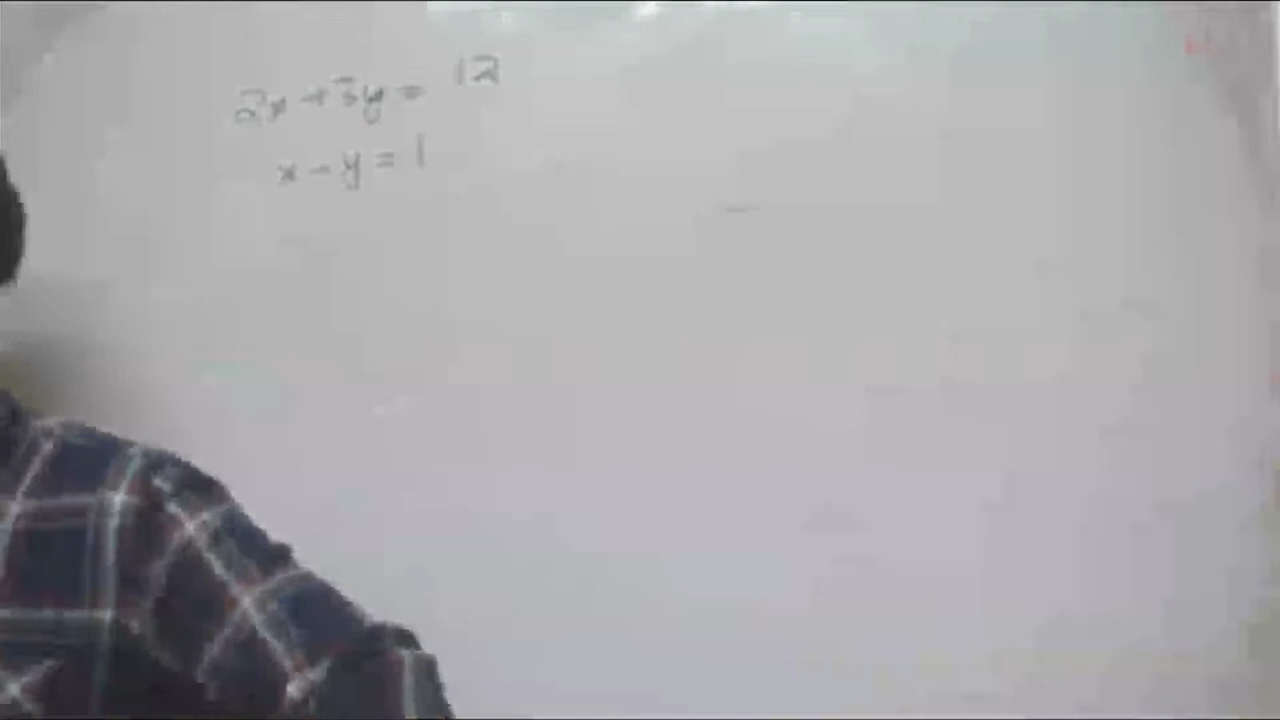 2x + 3y = 12
x - y = 1